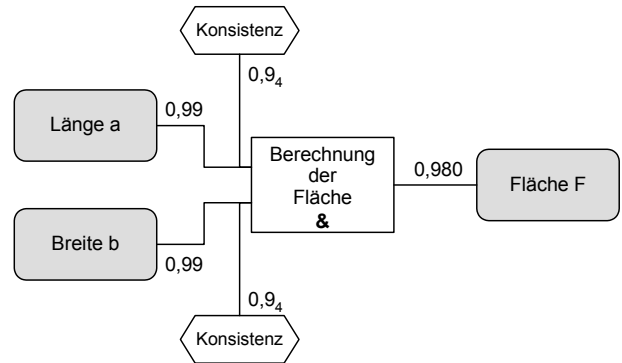 Konsistenz
0,9₄
0,99
Länge a
Berechnung
der
Fläche
&
0,980
Fläche F
Breite b
0,99
0,9₄
Konsistenz